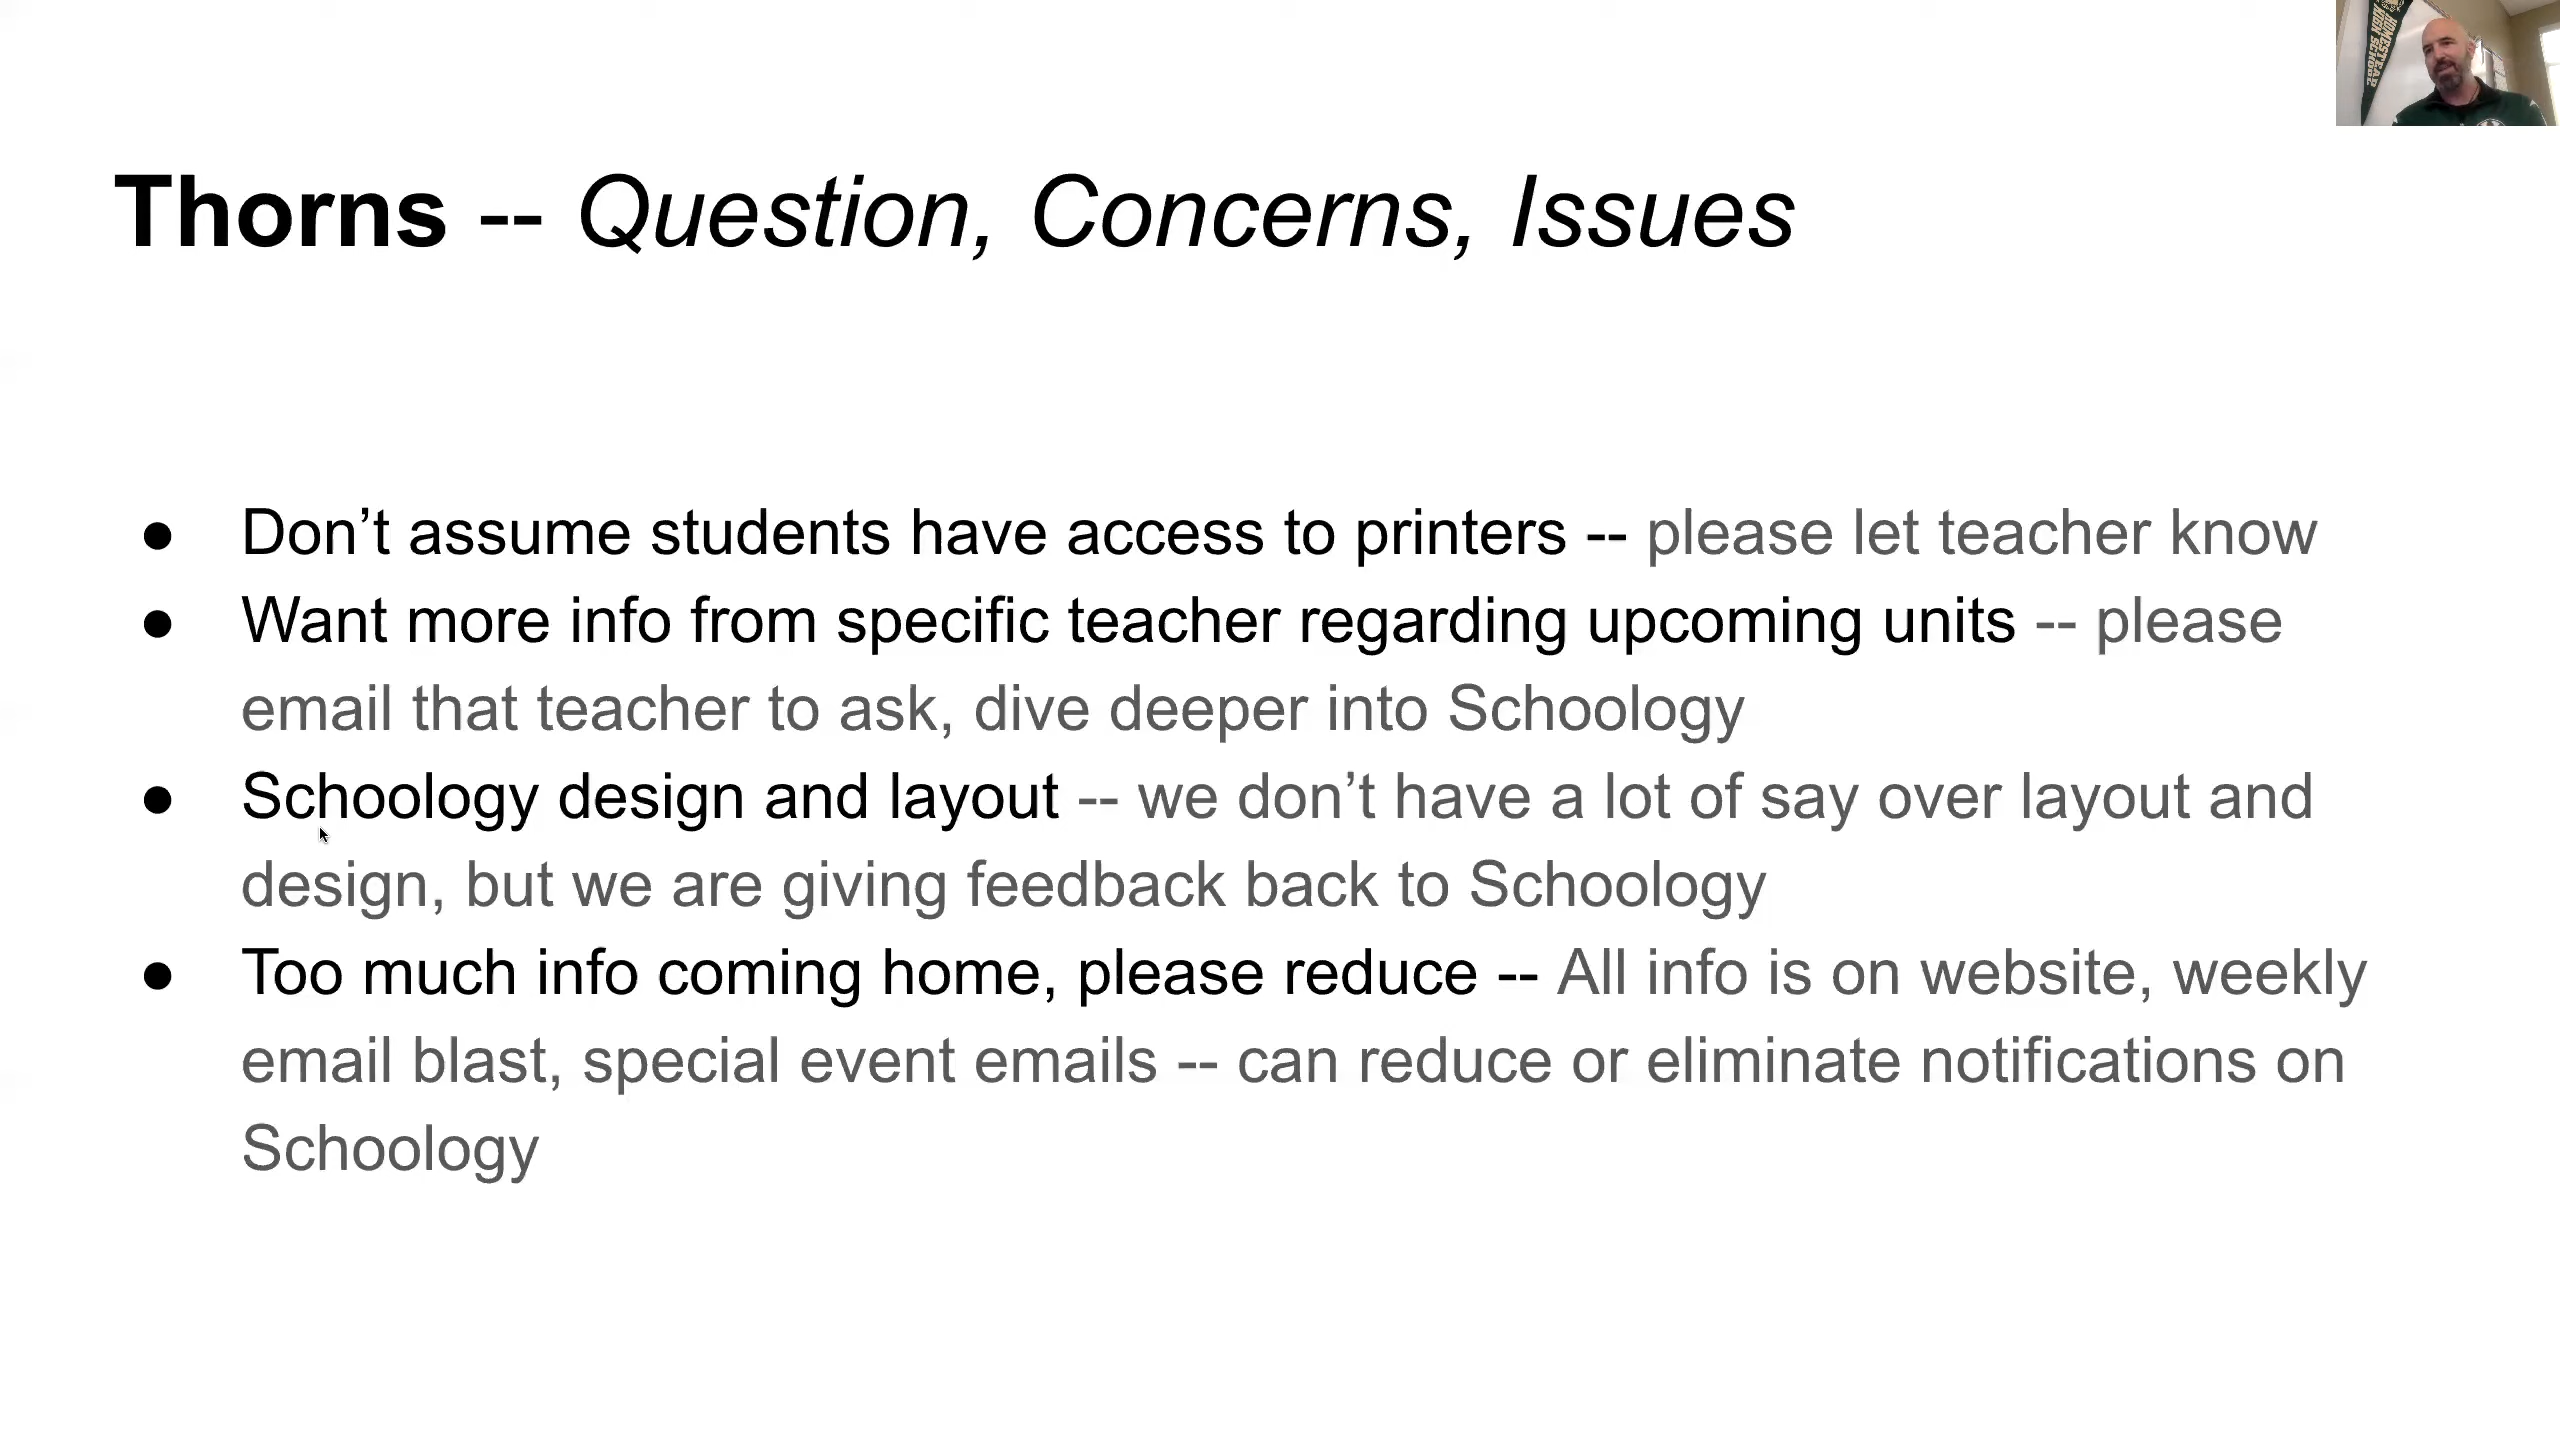 Thorns -- Question, Concerns, Issues
HOMESTEAD
HIGH SCHOOL
● Don’t assume students have access to printers -- please let teacher know
● Want more info from specific teacher regarding upcoming units -- please
email that teacher to ask, dive deeper into Schoology
● Schoology design and layout -- we don’t have a lot of say over layout and
design, but we are giving feedback back to Schoology
● Too much info coming home, please reduce -- All info is on website, weekly
email blast, special event emails -- can reduce or eliminate notifications on
Schoology